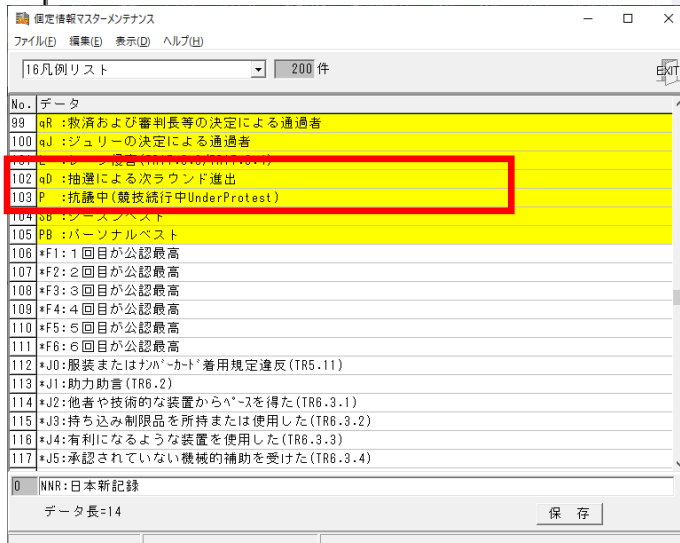 個定情報マスターメンテナンス
ファイル(F) 編集(E) 表示(D) ヘルプ(H)
16凡例リスト 200 件 EXIT
No. データ
99 qR :救済および審判長等の決定による通過者
100 qJ :ジュリーの決定による通過者
102 qD :抽選による次ラウンド進出
103 P :抗議中(競技続行中UnderProtest)
104 SB :シーズンベスト
105 PB :パーソナルベスト
106 *F1:1回目が公認最高
107 *F2:2回目が公認最高
108 *F3:3回目が公認最高
109 *F4:4回目が公認最高
110 *F5:5回目が公認最高
111 *F6:6回目が公認最高
112 *J0:服装またはナンバーカード着用規定違反(TR5.11)
113 *J1:助力助言(TR6.2)
114 *J2:他者や技術的な装置からペースを得た(TR6.3.1)
115 *J3:持ち込み制限品を所持または使用した(TR6.3.2)
116 *J4:有利になるような装置を使用した(TR6.3.3)
117 *J5:承認されていない機械的補助を受けた(TR6.3.4)
0 NNR:日本新記録
データ長=14 保 存